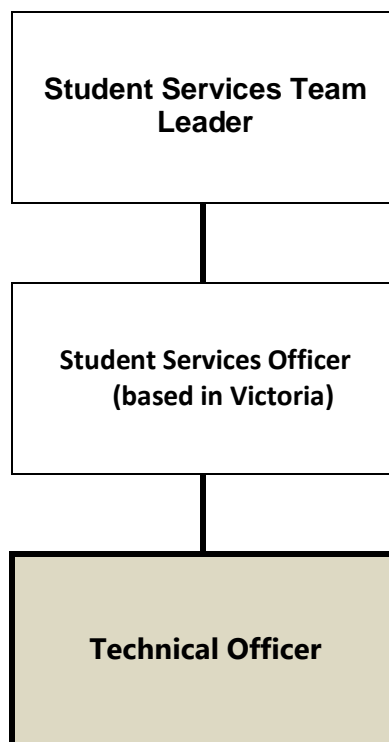 Student Services Team
Leader
Student Services Officer
(based in Victoria)
Technical Officer